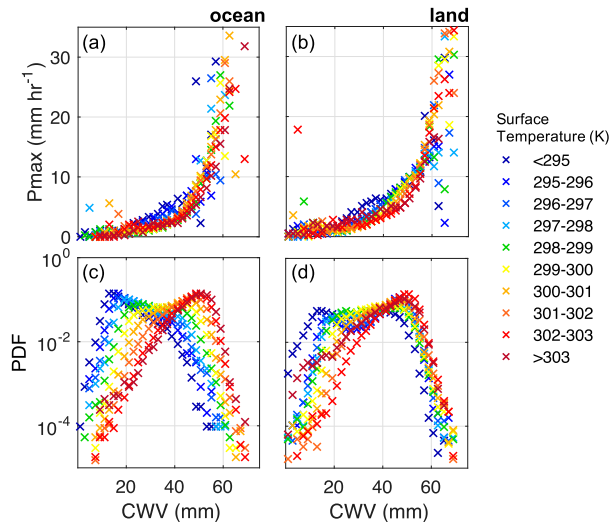 ocean
land
(a)
(b)
Pmax (mm hr-1)
30
20
10
0
Surface
Temperature (K)
<295
295-296
296-297
297-298
298-299
299-300
300-301
301-302
302-303
>303
(c)
(d)
PDF
10^0
10^-2
10^-4
20
40
60
20
40
60
CWV (mm)
CWV (mm)